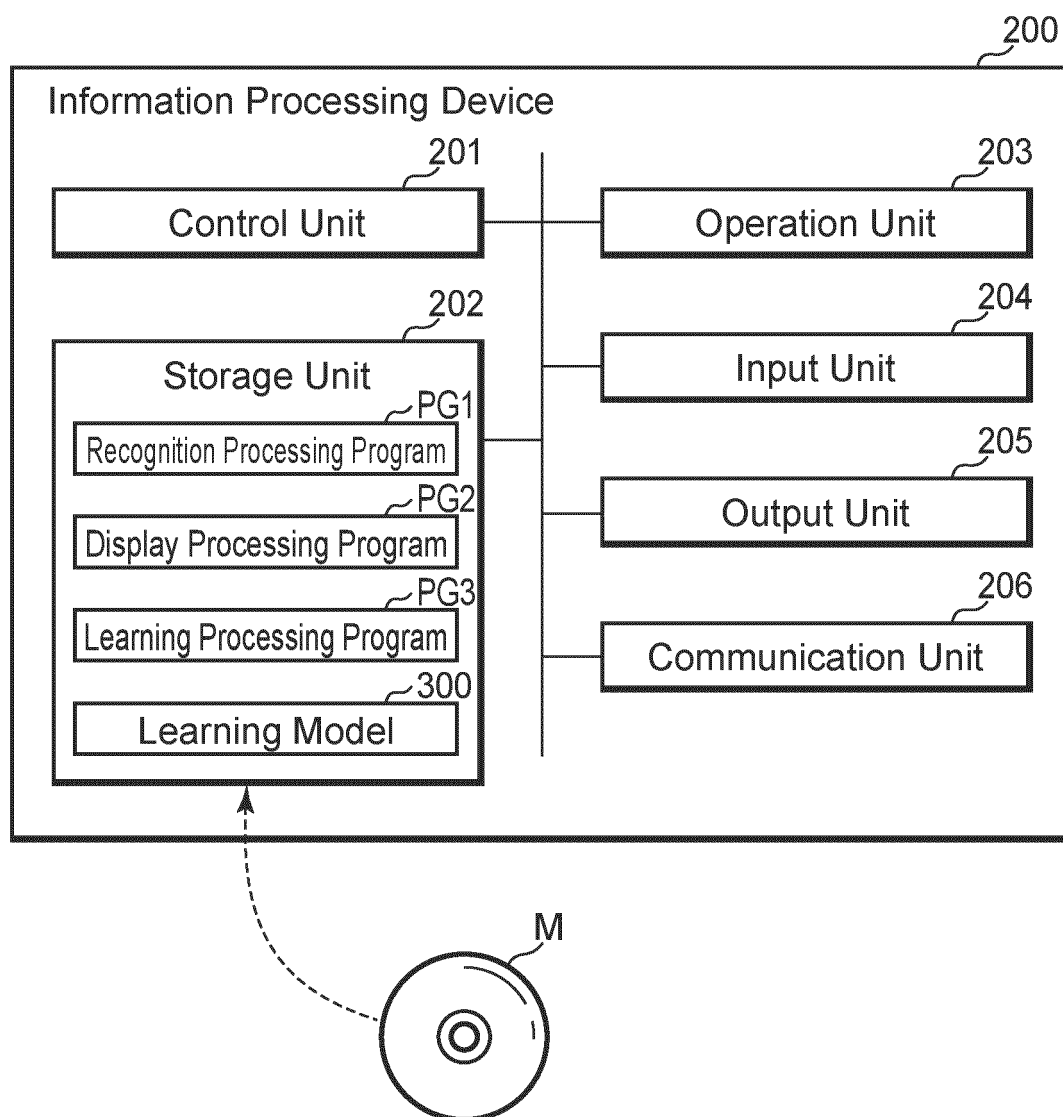 200
Information Processing Device
201
Control Unit
203
Operation Unit
202
Storage Unit
PG1
Recognition Processing Program
PG2
Display Processing Program
PG3
Learning Processing Program
300
Learning Model
204
Input Unit
205
Output Unit
206
Communication Unit
M